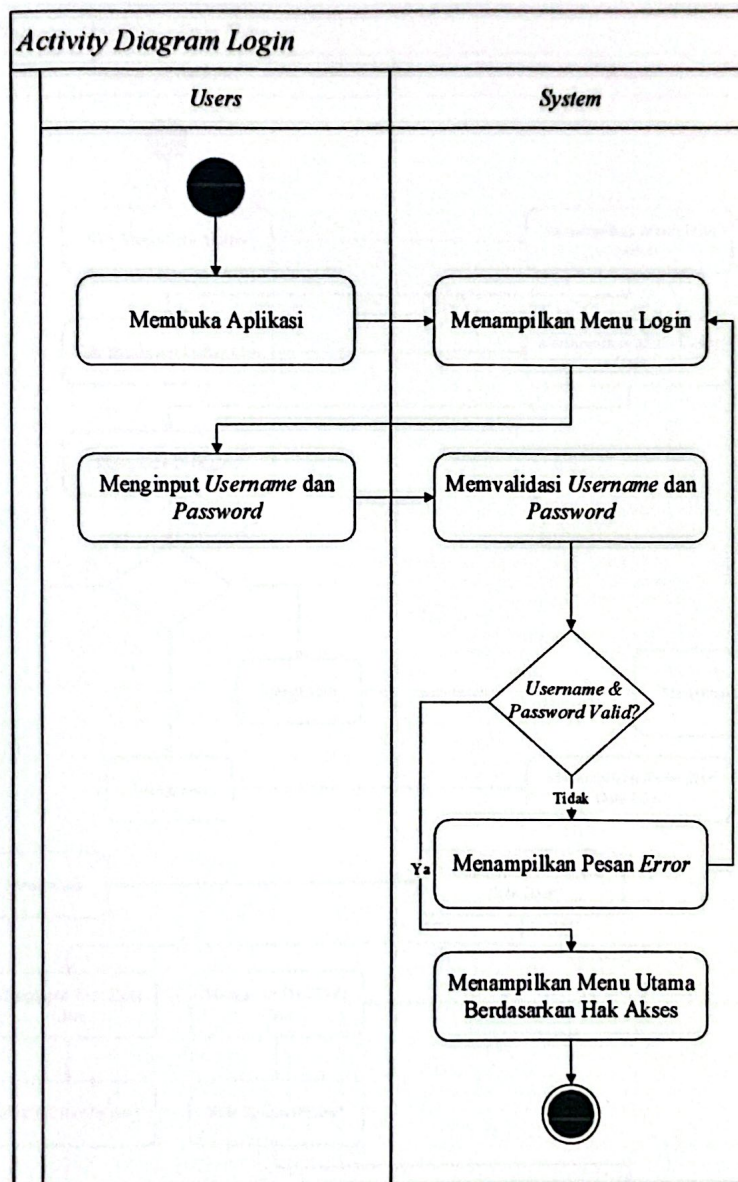 Activity Diagram Login
Users
System
Membuka Aplikasi
Menampilkan Menu Login
Menginput Username dan
Password
Memvalidasi Username dan
Password
Username &
Password Valid?
Tidak
Ya
Menampilkan Pesan Error
Menampilkan Menu Utama
Berdasarkan Hak Akses